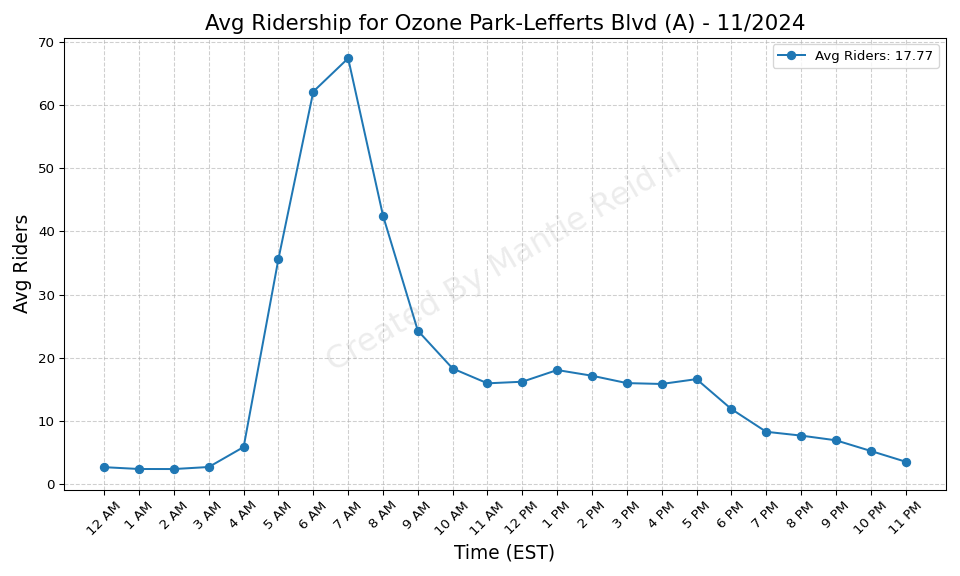 Avg Ridership for Ozone Park-Lefferts Blvd (A) - 11/2024
Avg Riders: 17.77
Avg Riders
70
60
50
40
30
20
10
0
Created By Mantie Reid II
12 AM 1 AM 2 AM 3 AM 4 AM 5 AM 6 AM 7 AM 8 AM 9 AM 10 AM 11 AM 12 PM 1 PM 2 PM 3 PM 4 PM 5 PM 6 PM 7 PM 8 PM 9 PM 10 PM 11 PM
Time (EST)